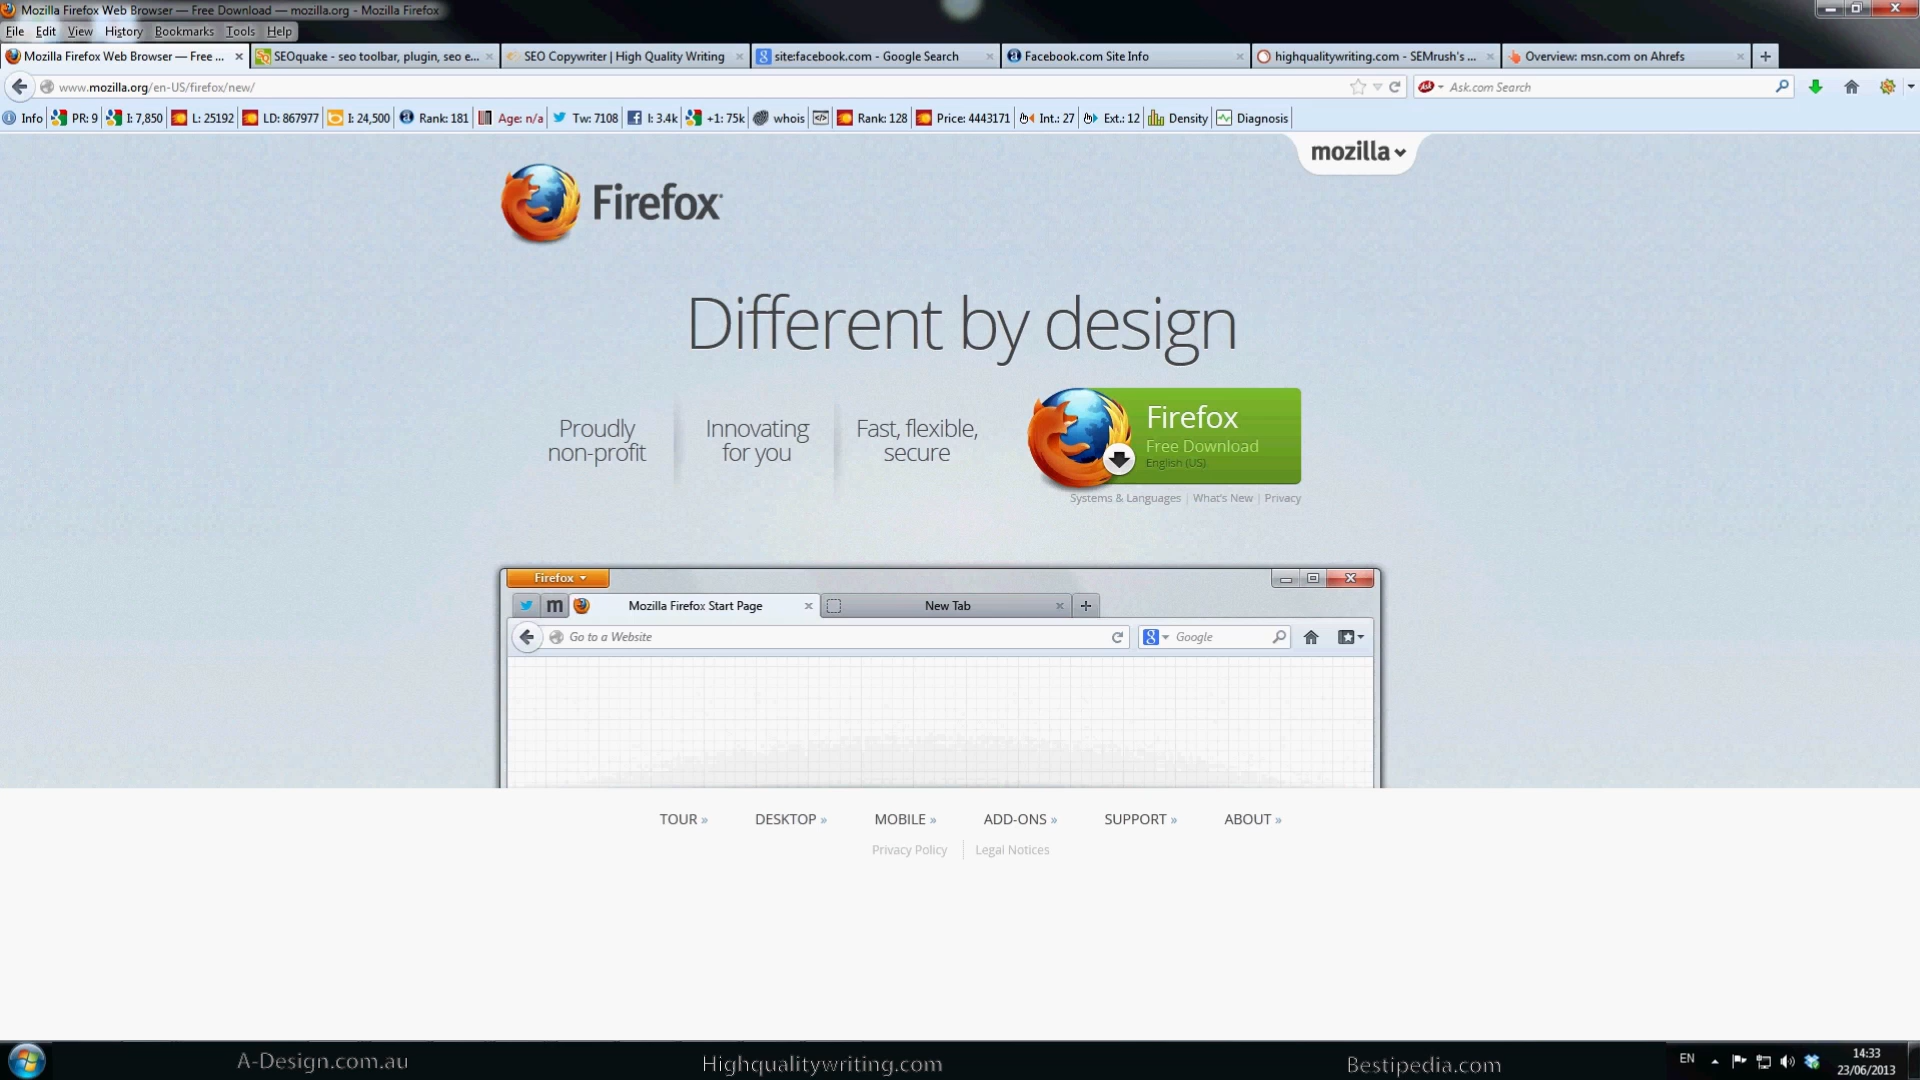 Mozilla Firefox Web Browser — Free Download — mozilla.org - Mozilla Firefox
File Edit View History Bookmarks Tools Help
Mozilla Firefox Web Browser — Free ... SEOquake - seo toolbar, plugin, seo e... SEO Copywriter | High Quality Writing site:facebook.com - Google Search Facebook.com Site Info highqualitywriting.com - SEMrush's ... Overview: msn.com on Ahrefs
www.mozilla.org/en-US/firefox/new/ Ask Ask.com Search
Info PR: 9 I: 7,850 L: 25192 LD: 867977 I: 24,500 Rank: 181 Age: n/a Tw: 7108 I: 3.4k +1: 75k whois Rank: 128 Price: 4443171 Int.: 27 Ext.: 12 Density Diagnosis
mozilla
Firefox
Different by design
Proudly
non-profit
Innovating
for you
Fast, flexible,
secure
Firefox
Free Download
English (US)
Systems & Languages | What's New | Privacy
Firefox
m Mozilla Firefox Start Page New Tab
Go to a Website 8 Google
TOUR » DESKTOP » MOBILE » ADD-ONS » SUPPORT » ABOUT »
Privacy Policy Legal Notices
A-Design.com.au Highqualitywriting.com Bestipedia.com
EN 14:33
23/06/2013